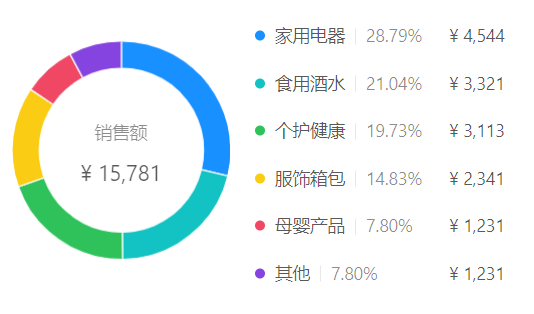 销售额
¥ 15,781
家用电器 28.79% ¥ 4,544
食用酒水 21.04% ¥ 3,321
个护健康 19.73% ¥ 3,113
服饰箱包 14.83% ¥ 2,341
母婴产品 7.80% ¥ 1,231
其他 7.80% ¥ 1,231